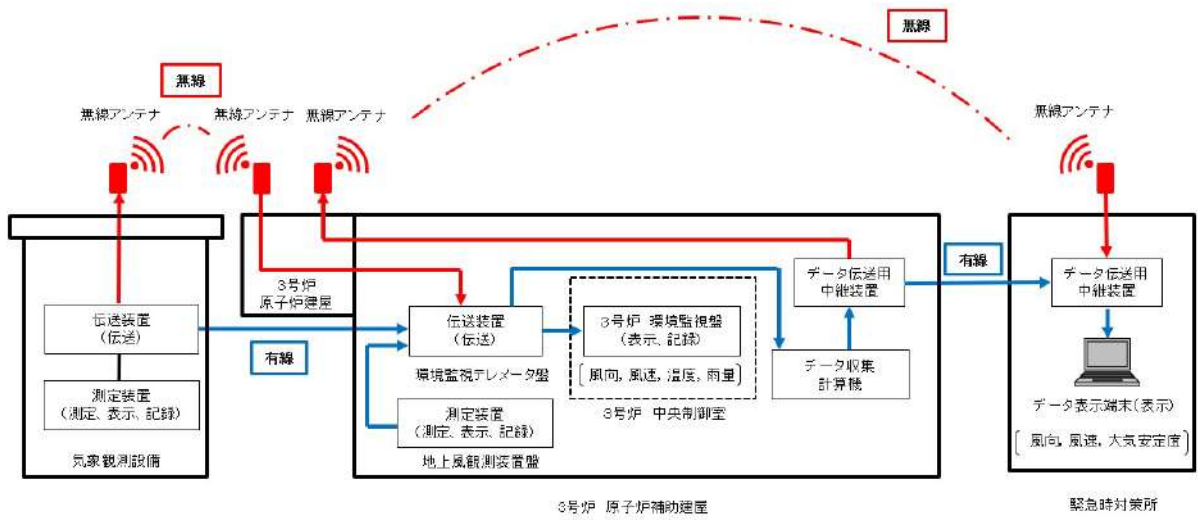 無線
無線
無線アンテナ
無線アンテナ
無線アンテナ
無線アンテナ
3号炉
原子炉建屋
有線
データ伝送用
中継装置
データ伝送用
中継装置
伝送装置
(伝送)
伝送装置
(伝送)
3号炉 環境監視盤
(表示、記録)
有線
環境監視テレメータ盤
風向, 風速, 温度, 雨量
データ収集
計算機
3号炉 中央制御室
測定装置
(測定、表示、記録)
測定装置
(測定、表示、記録)
データ表示端末(表示)
風向, 風速, 大気安定度
気象観測設備
地上風観測装置盤
3号炉 原子炉補助建屋
緊急時対策所